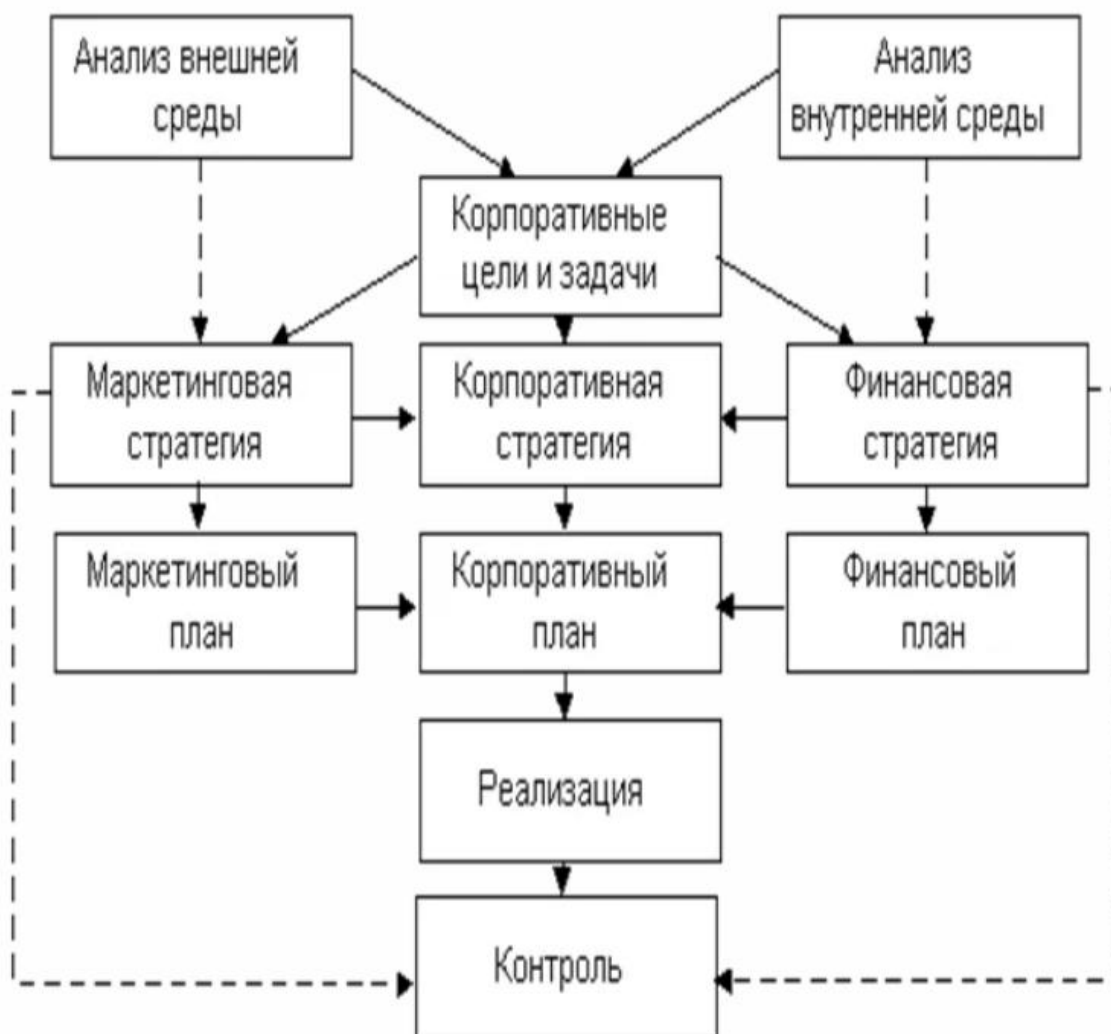 Анализ внешней
среды
Анализ
внутренней среды
Корпоративные
цели и задачи
Маркетинговая
стратегия
Корпоративная
стратегия
Финансовая
стратегия
Маркетинговый
план
Корпоративный
план
Финансовый
план
Реализация
Контроль